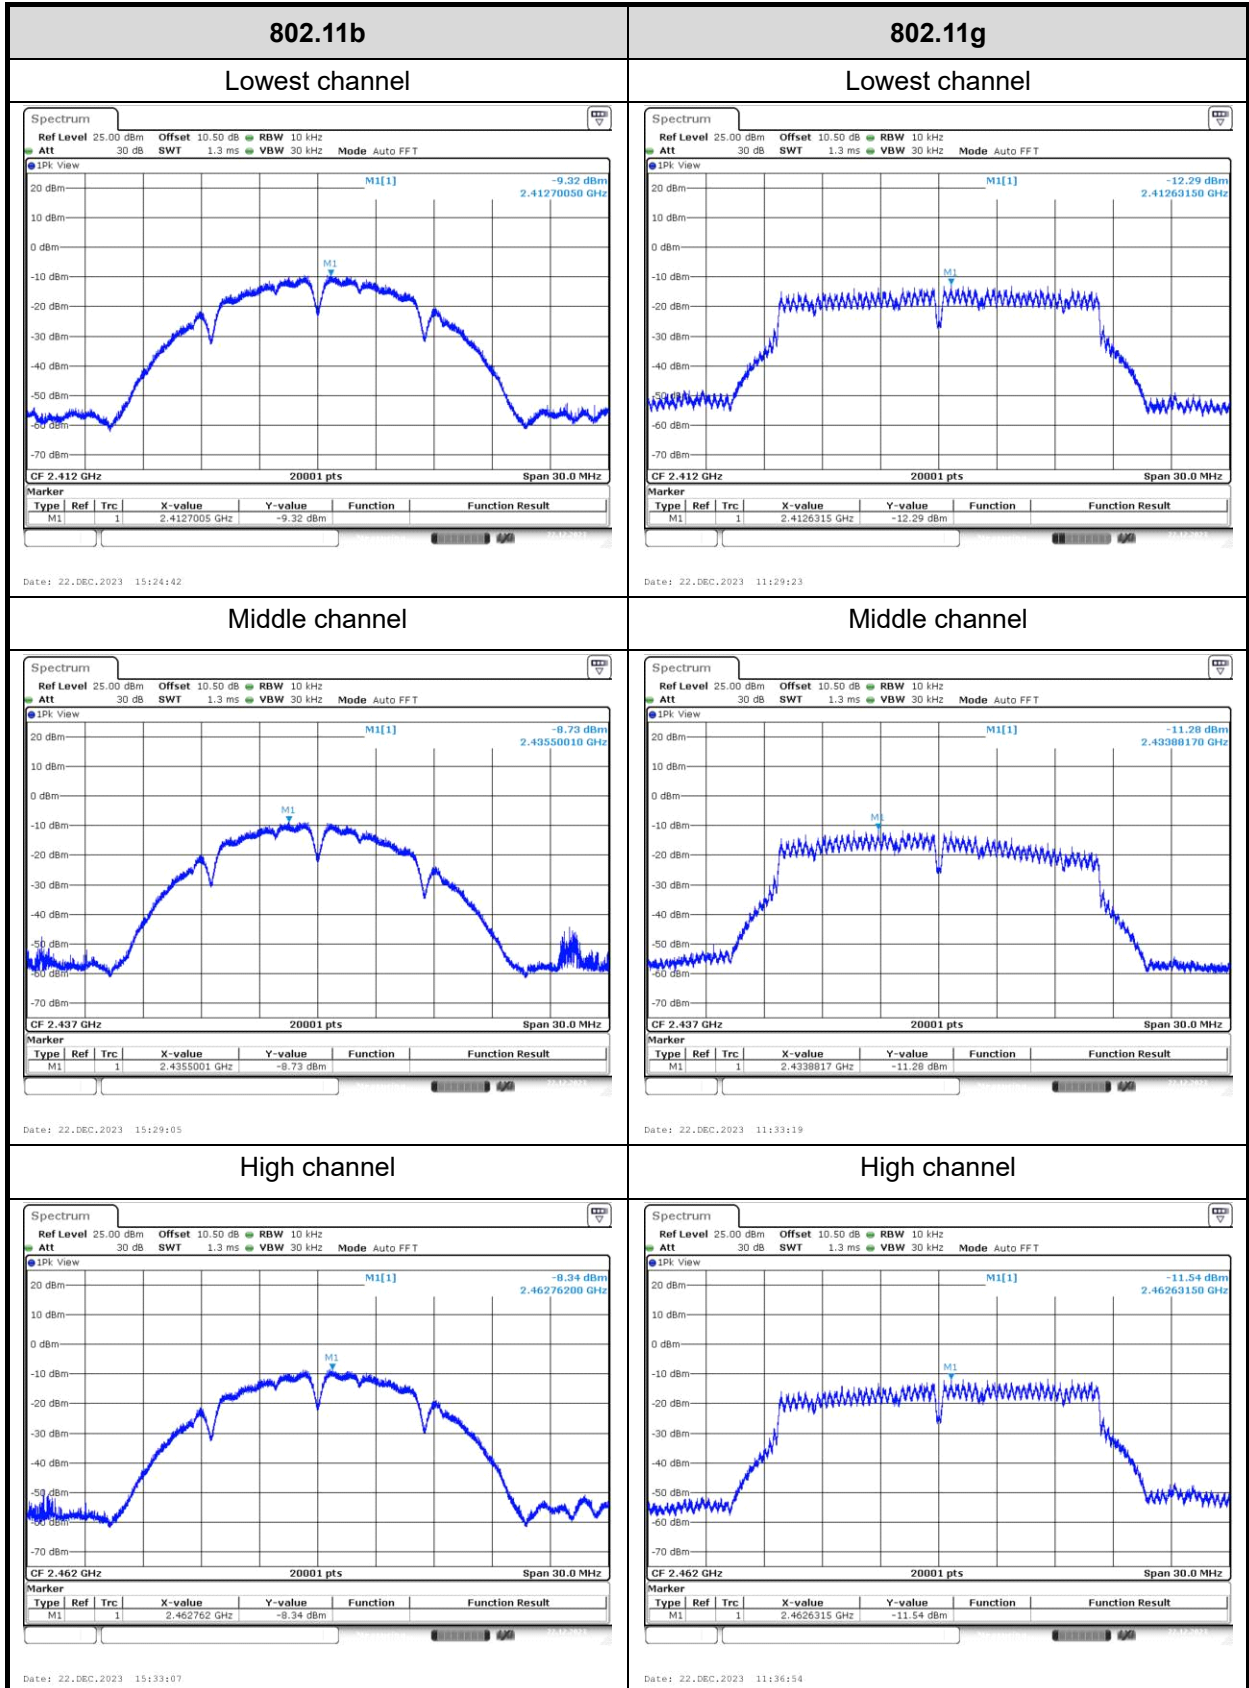 802.11b
802.11g
Lowest channel
Lowest channel
Spectrum
Ref Level 25.00 dBm Offset 10.50 dB RBW 10 kHz
Att 30 dB SWT 1.3 ms VBW 30 kHz Mode Auto FFT
1Pk View
M1[1] -9.32 dBm
2.41270050 GHz
20 dBm
10 dBm
0 dBm
M1
-10 dBm
-20 dBm
-30 dBm
-40 dBm
-50 dBm
-60 dBm
-70 dBm
CF 2.412 GHz 20001 pts Span 30.0 MHz
Marker
Type Ref Trc X-value Y-value Function Function Result
M1 1 2.4127005 GHz -9.32 dBm
Date: 22.DEC.2023 15:24:42
Spectrum
Ref Level 25.00 dBm Offset 10.50 dB RBW 10 kHz
Att 30 dB SWT 1.3 ms VBW 30 kHz Mode Auto FFT
1Pk View
M1[1] -12.29 dBm
2.41263150 GHz
20 dBm
10 dBm
0 dBm
M1
-10 dBm
-20 dBm
-30 dBm
-40 dBm
-50 dBm
-60 dBm
-70 dBm
CF 2.412 GHz 20001 pts Span 30.0 MHz
Marker
Type Ref Trc X-value Y-value Function Function Result
M1 1 2.4126315 GHz -12.29 dBm
Date: 22.DEC.2023 11:29:23
Middle channel
Middle channel
Spectrum
Ref Level 25.00 dBm Offset 10.50 dB RBW 10 kHz
Att 30 dB SWT 1.3 ms VBW 30 kHz Mode Auto FFT
1Pk View
M1[1] -8.73 dBm
2.43550010 GHz
20 dBm
10 dBm
0 dBm
M1
-10 dBm
-20 dBm
-30 dBm
-40 dBm
-50 dBm
-60 dBm
-70 dBm
CF 2.437 GHz 20001 pts Span 30.0 MHz
Marker
Type Ref Trc X-value Y-value Function Function Result
M1 1 2.4355001 GHz -8.73 dBm
Date: 22.DEC.2023 15:29:05
Spectrum
Ref Level 25.00 dBm Offset 10.50 dB RBW 10 kHz
Att 30 dB SWT 1.3 ms VBW 30 kHz Mode Auto FFT
1Pk View
M1[1] -11.28 dBm
2.43388170 GHz
20 dBm
10 dBm
0 dBm
M1
-10 dBm
-20 dBm
-30 dBm
-40 dBm
-50 dBm
-60 dBm
-70 dBm
CF 2.437 GHz 20001 pts Span 30.0 MHz
Marker
Type Ref Trc X-value Y-value Function Function Result
M1 1 2.4338817 GHz -11.28 dBm
Date: 22.DEC.2023 11:33:19
High channel
High channel
Spectrum
Ref Level 25.00 dBm Offset 10.50 dB RBW 10 kHz
Att 30 dB SWT 1.3 ms VBW 30 kHz Mode Auto FFT
1Pk View
M1[1] -8.34 dBm
2.46276200 GHz
20 dBm
10 dBm
0 dBm
M1
-10 dBm
-20 dBm
-30 dBm
-40 dBm
-50 dBm
-60 dBm
-70 dBm
CF 2.462 GHz 20001 pts Span 30.0 MHz
Marker
Type Ref Trc X-value Y-value Function Function Result
M1 1 2.462762 GHz -8.34 dBm
Date: 22.DEC.2023 15:33:07
Spectrum
Ref Level 25.00 dBm Offset 10.50 dB RBW 10 kHz
Att 30 dB SWT 1.3 ms VBW 30 kHz Mode Auto FFT
1Pk View
M1[1] -11.54 dBm
2.46263150 GHz
20 dBm
10 dBm
0 dBm
M1
-10 dBm
-20 dBm
-30 dBm
-40 dBm
-50 dBm
-60 dBm
-70 dBm
CF 2.462 GHz 20001 pts Span 30.0 MHz
Marker
Type Ref Trc X-value Y-value Function Function Result
M1 1 2.4626315 GHz -11.54 dBm
Date: 22.DEC.2023 11:36:54